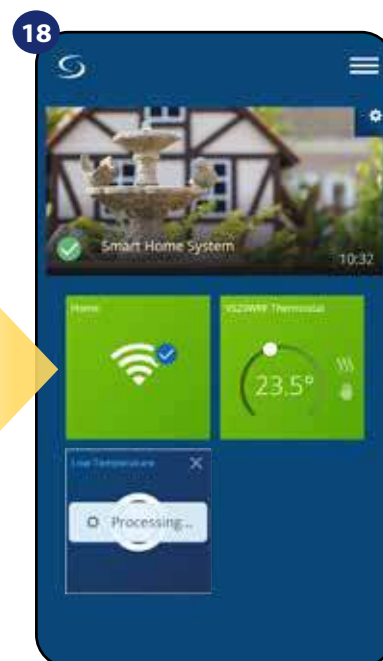 18
Smart Home System
10:32
Home
VS20WRF Thermostat
23.5°
Low Temperature
Processing...